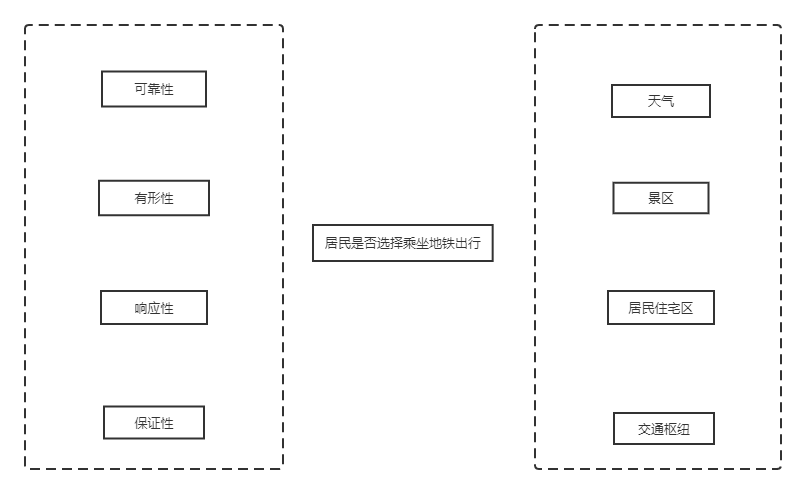 可靠性
有形性
响应性
保证性
居民是否选择乘坐地铁出行
天气
景区
居民住宅区
交通枢纽